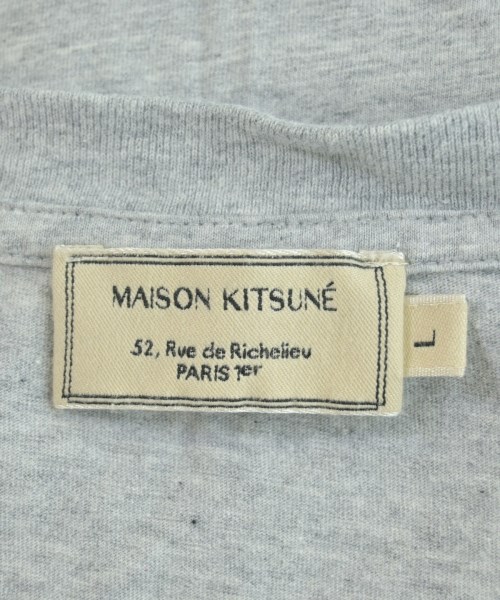 MAISON KITSUNÉ
52, Rue de Richelieu
PARIS 1er
L